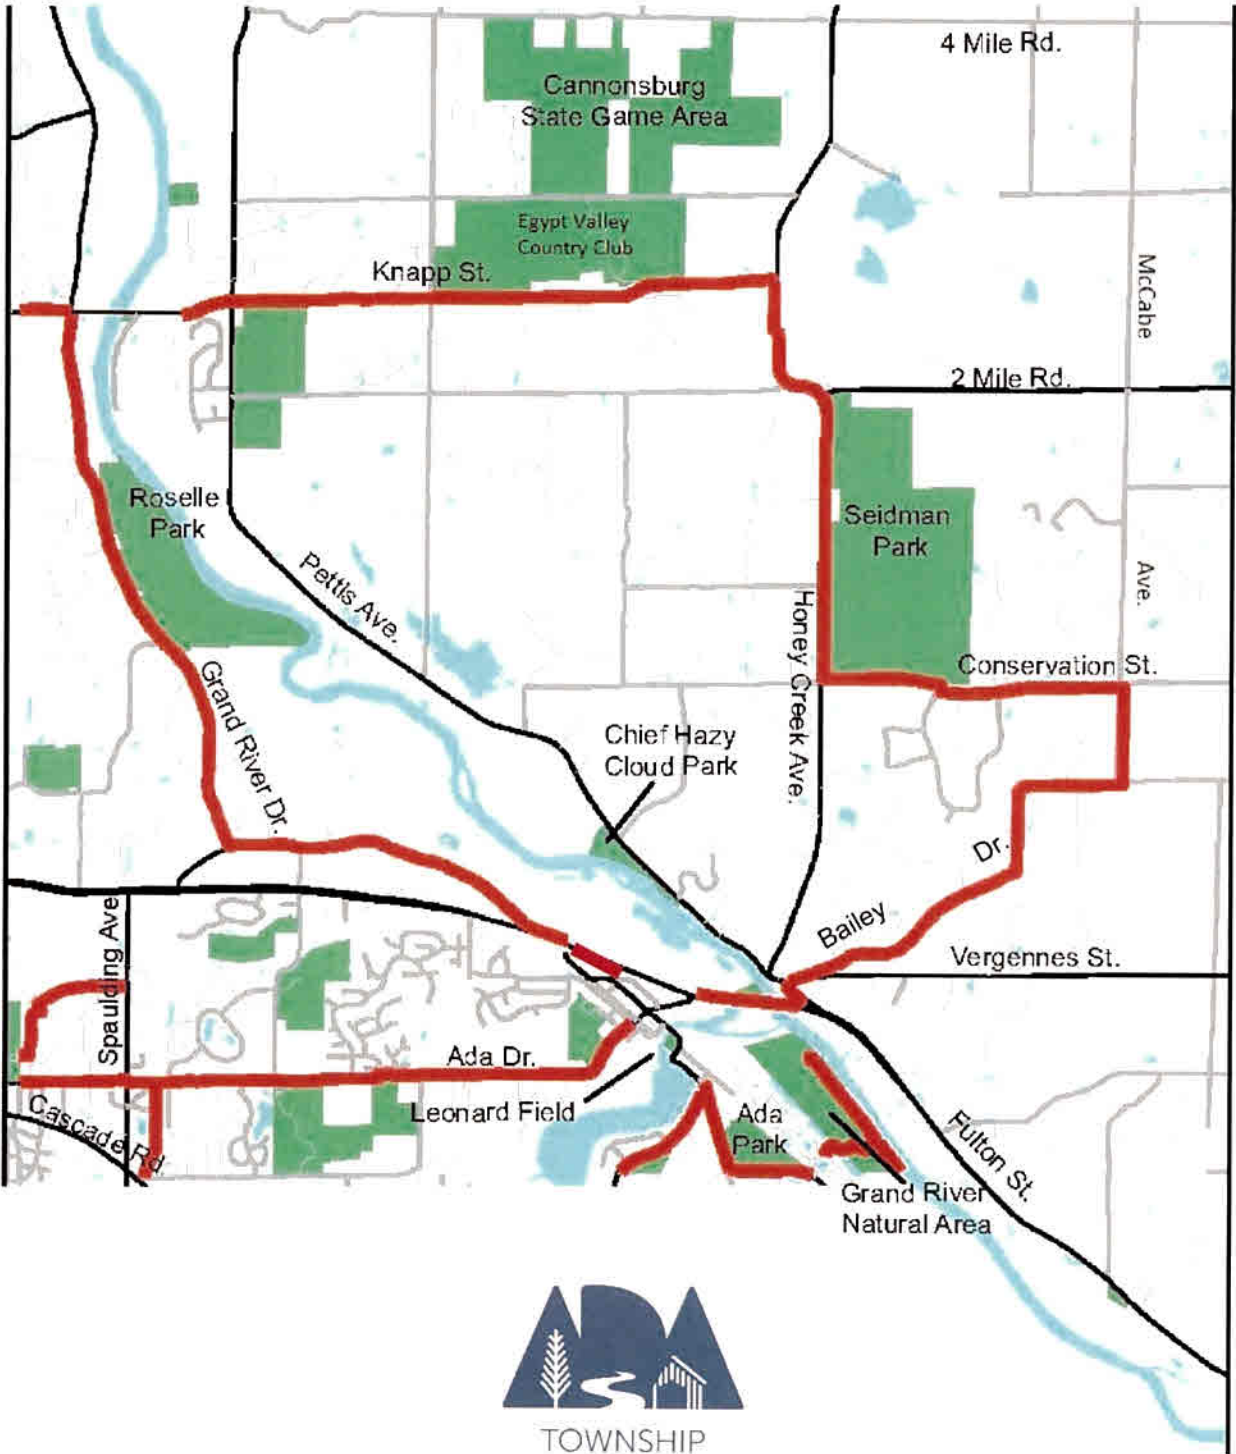 4 Mile Rd.
Cannonsburg
State Game Area
Egypt Valley
Country Club
Knapp St.
McCabe
2 Mile Rd.
Roselle
Park
Seidman
Park
Pettis Ave.
Honey Creek Ave.
Ave.
Conservation St.
Grand River Dr.
Chief Hazy
Cloud Park
Dr.
Bailey
Vergennes St.
Spaulding Ave
Ada Dr.
Leonard Field
Cascade Rd.
Ada
Park
Fulton St.
Grand River
Natural Area
ADA
TOWNSHIP